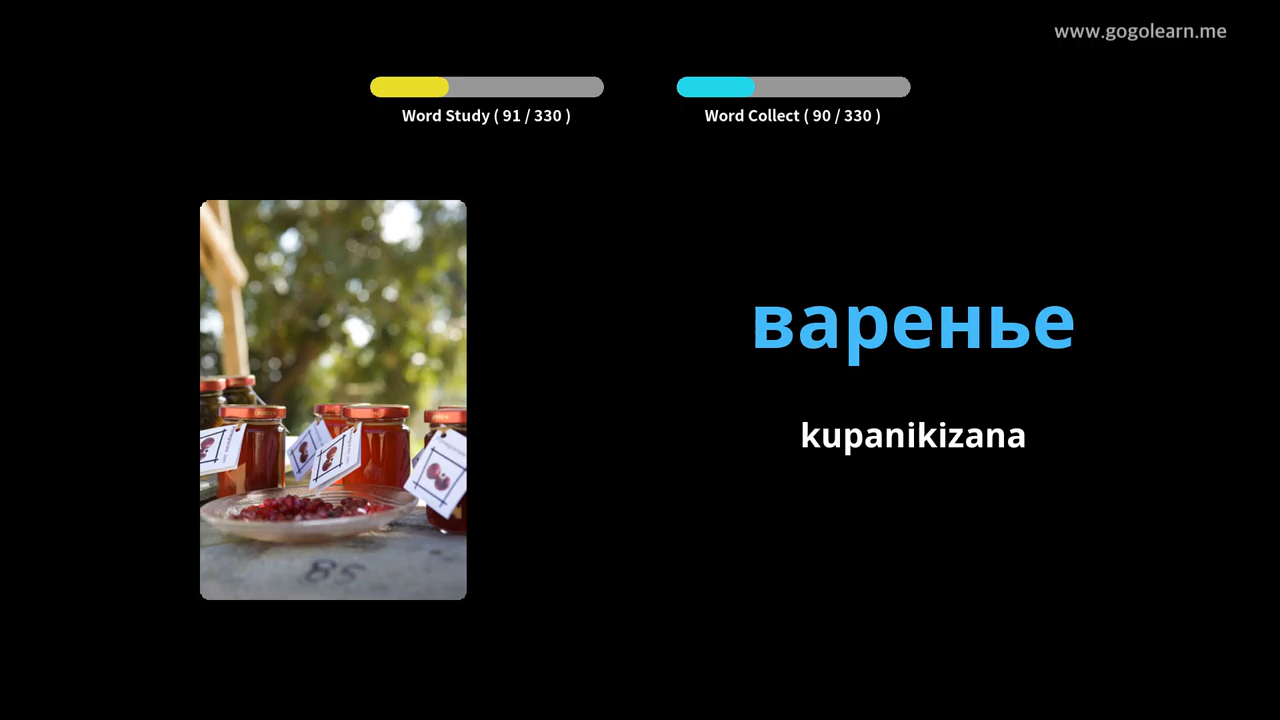 www.gogolearn.me
Word Study ( 91 / 330 )
Word Collect ( 90 / 330 )
варенье
kupanikizana
85